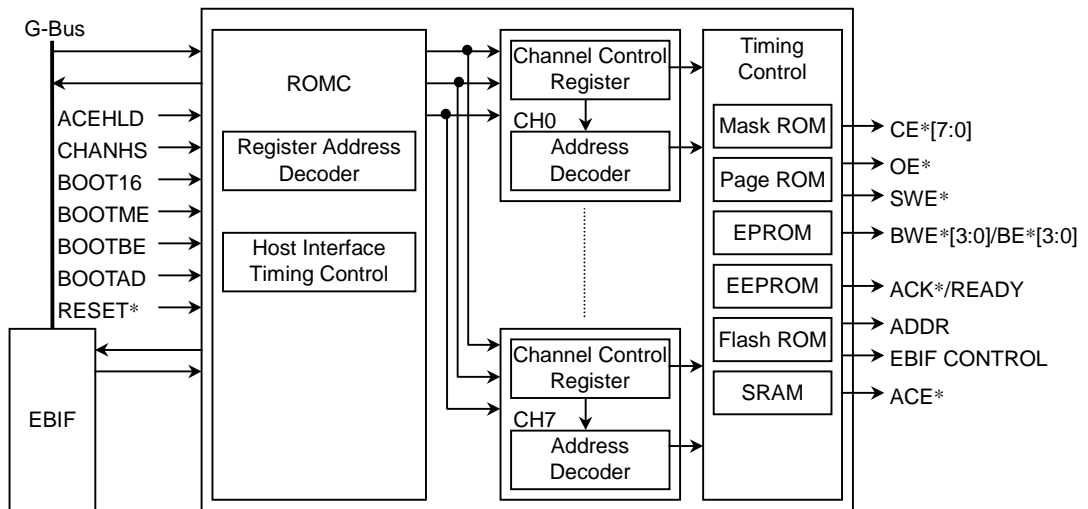 G-Bus
ACEHLD
CHANHS
BOOT16
BOOTME
BOOTBE
BOOTAD
RESET*
EBIF
ROMC
Register Address
Decoder
Host Interface
Timing Control
Channel Control
Register
CH0
Address
Decoder
Channel Control
Register
CH7
Address
Decoder
Timing
Control
Mask ROM
Page ROM
EPROM
EEPROM
Flash ROM
SRAM
CE*[7:0]
OE*
SWE*
BWE*[3:0]/BE*[3:0]
ACK*/READY
ADDR
EBIF CONTROL
ACE*